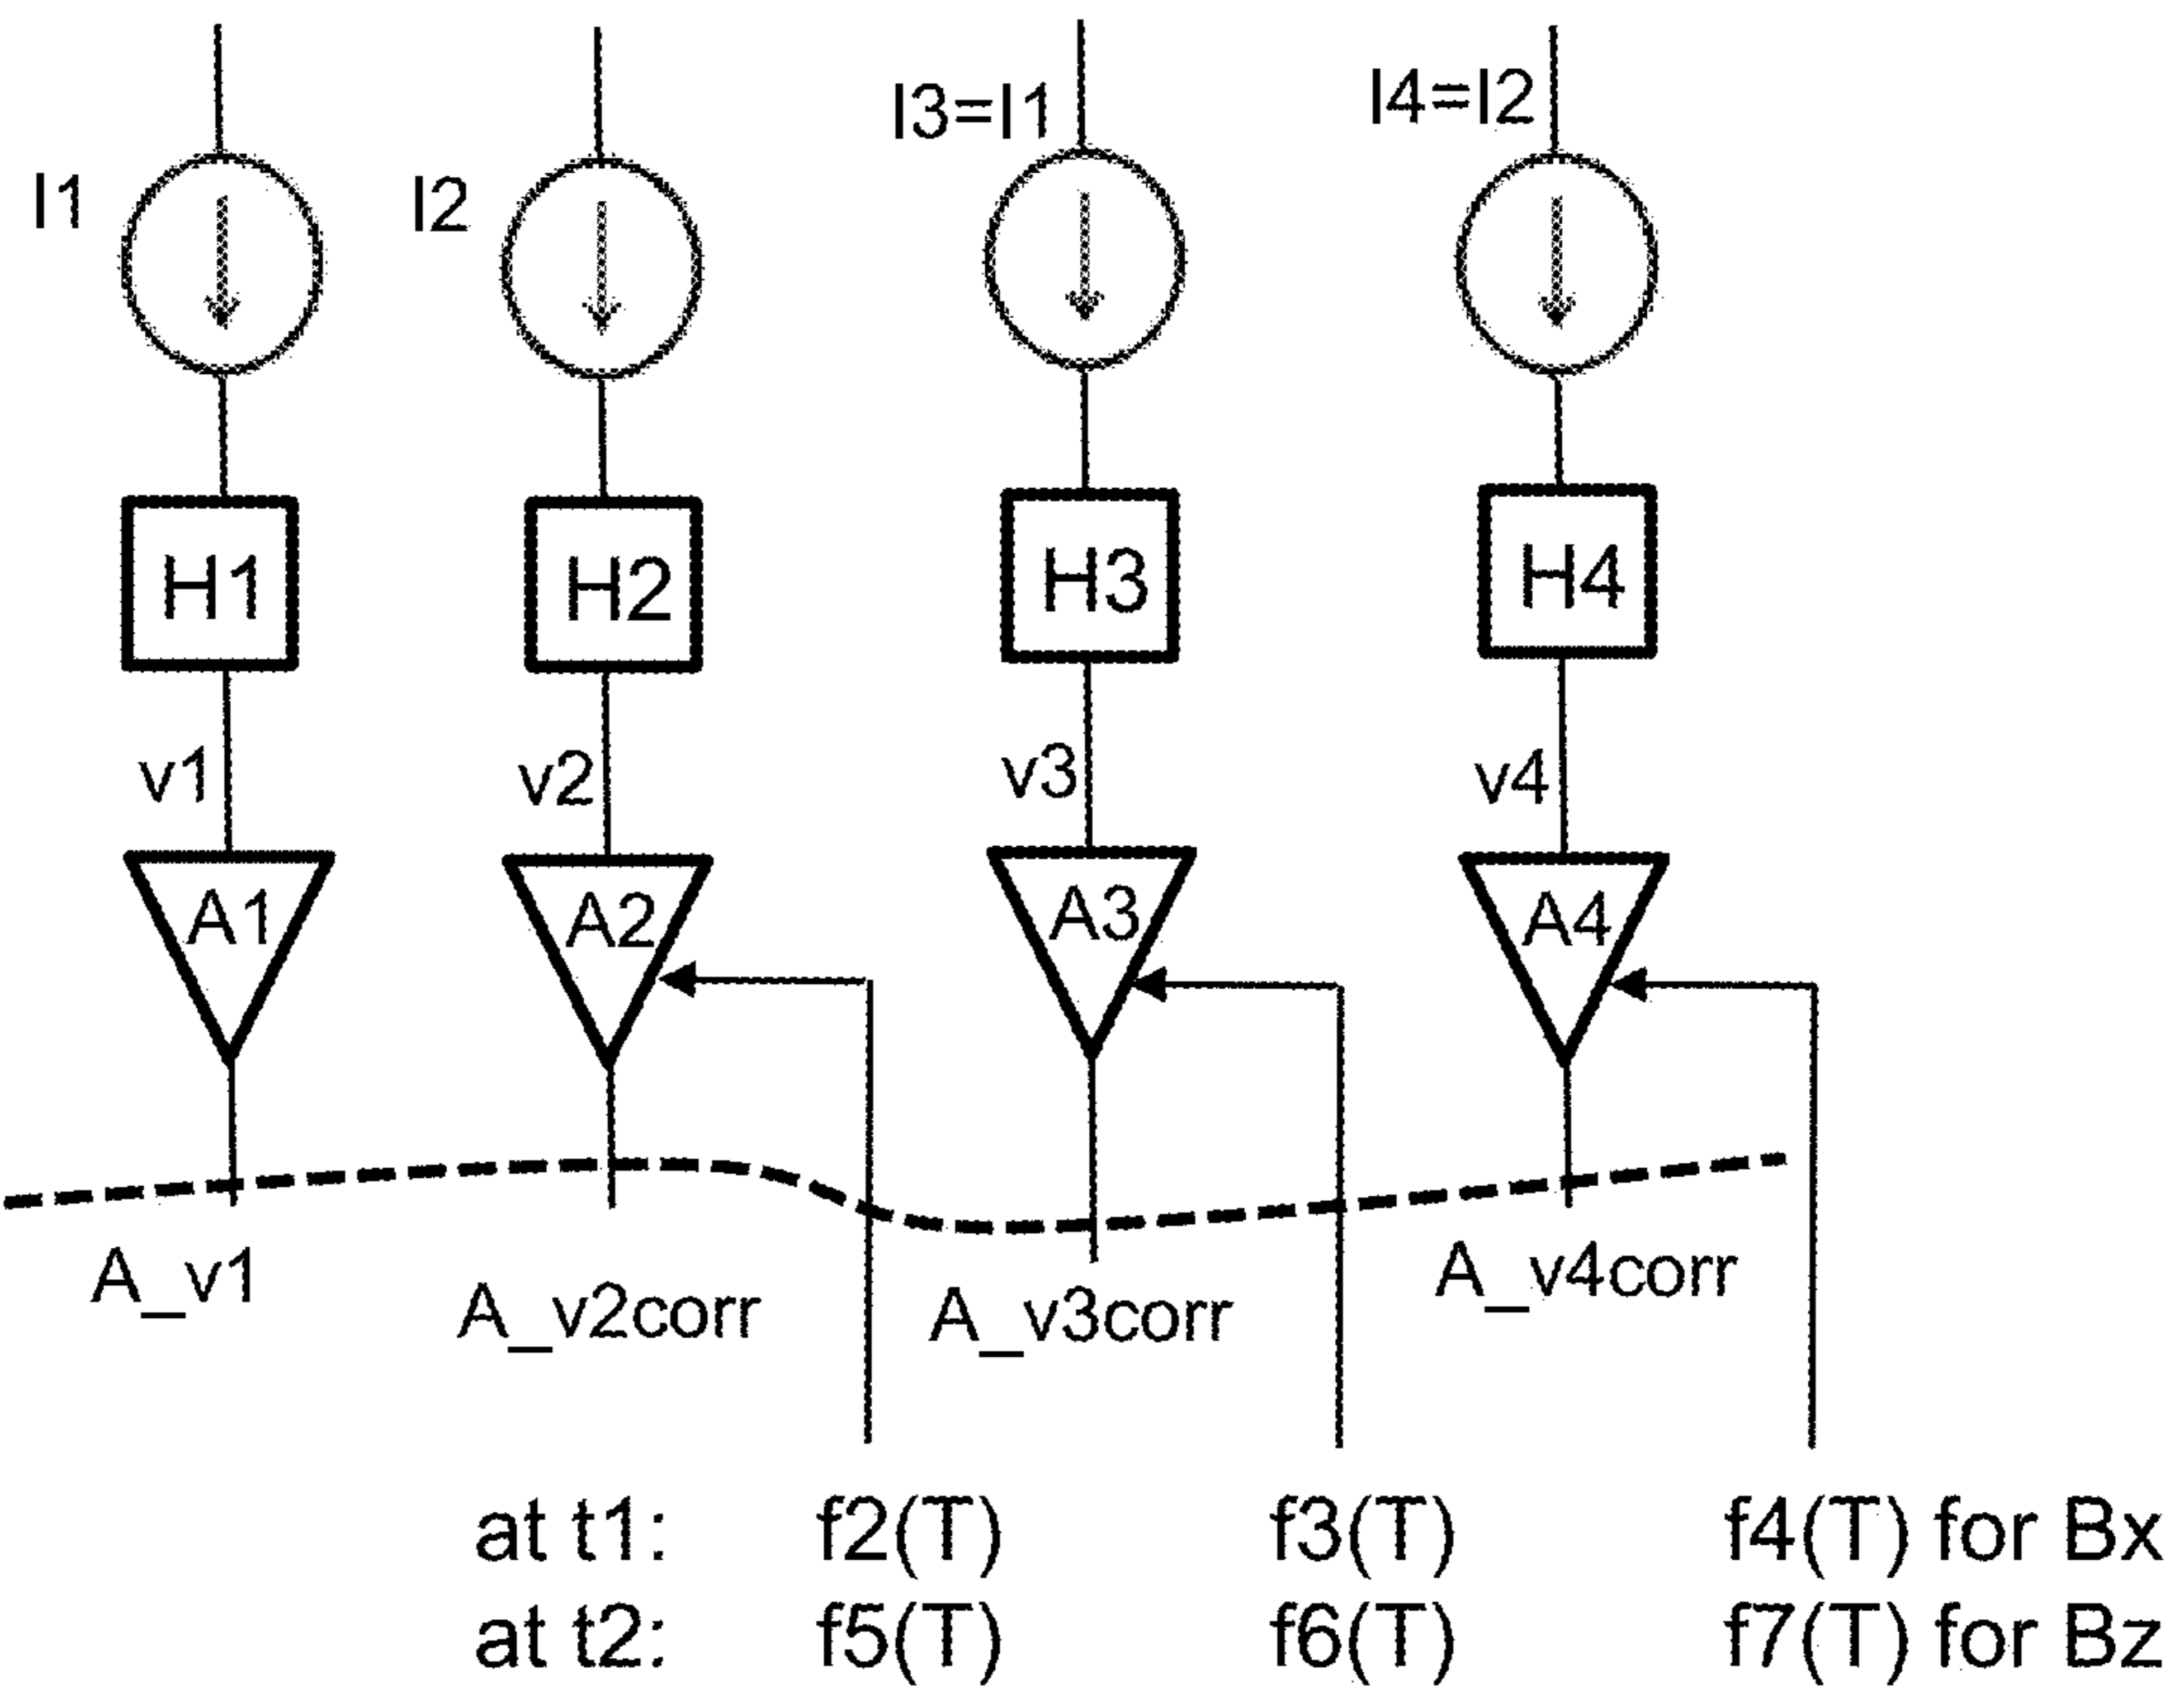 I1
I2
I3=I1
I4=I2
H1
H2
H3
H4
v1
v2
v3
v4
A1
A2
A3
A4
A_v1
A_v2corr
A_v3corr
A_v4corr
at t1: f2(T) f3(T) f4(T) for Bx
at t2: f5(T) f6(T) f7(T) for Bz